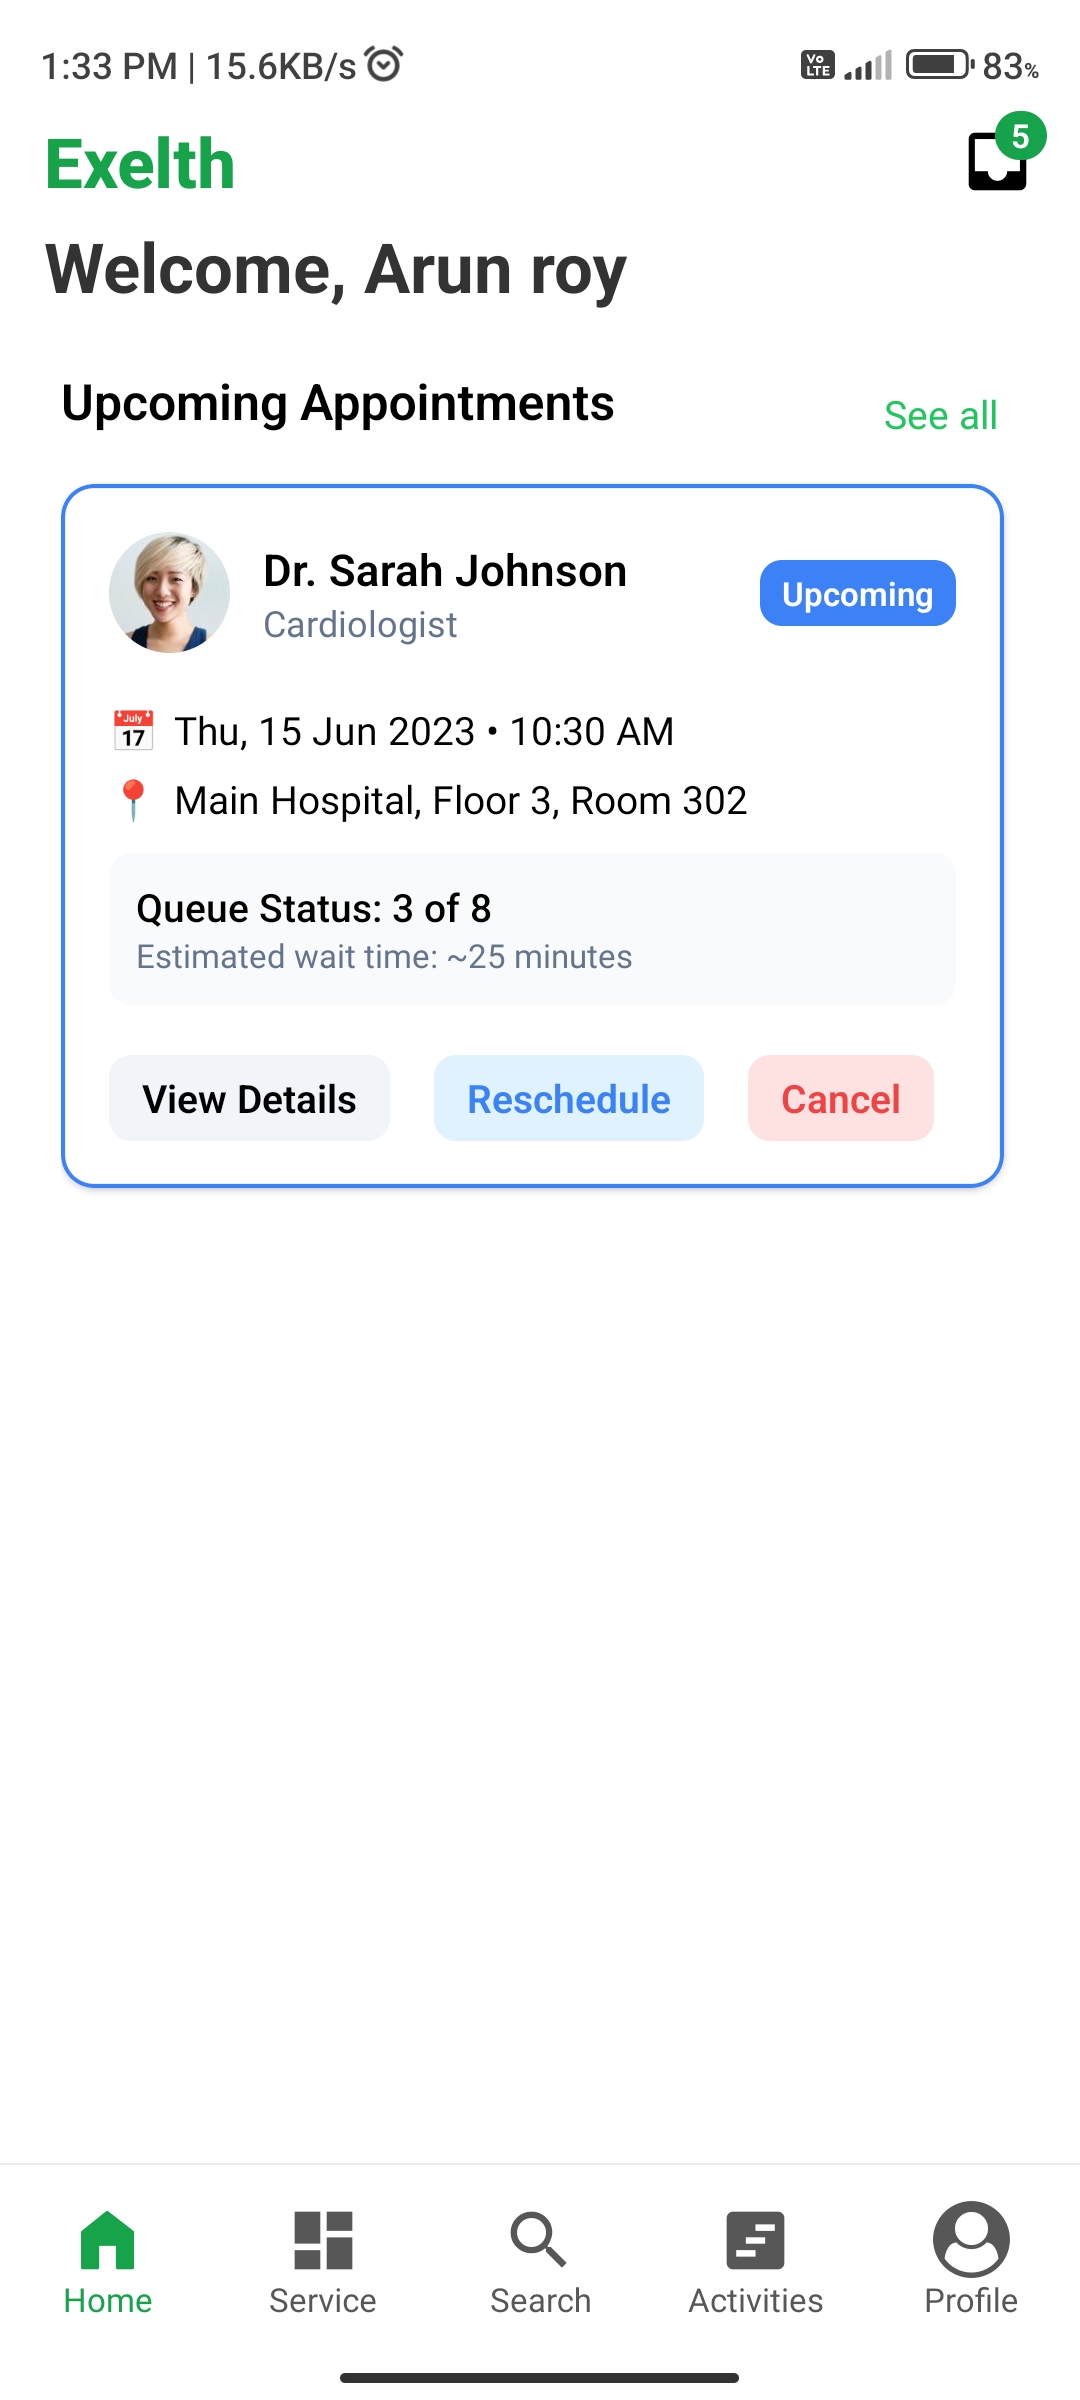 1:33 PM | 15.6KB/s
Vo LTE
83%
Exelth
5
Welcome, Arun roy
Upcoming Appointments
See all
Dr. Sarah Johnson
Upcoming
Cardiologist
July 17
Thu, 15 Jun 2023 • 10:30 AM
Main Hospital, Floor 3, Room 302
Queue Status: 3 of 8
Estimated wait time: ~25 minutes
View Details
Reschedule
Cancel
Home
Service
Search
Activities
Profile